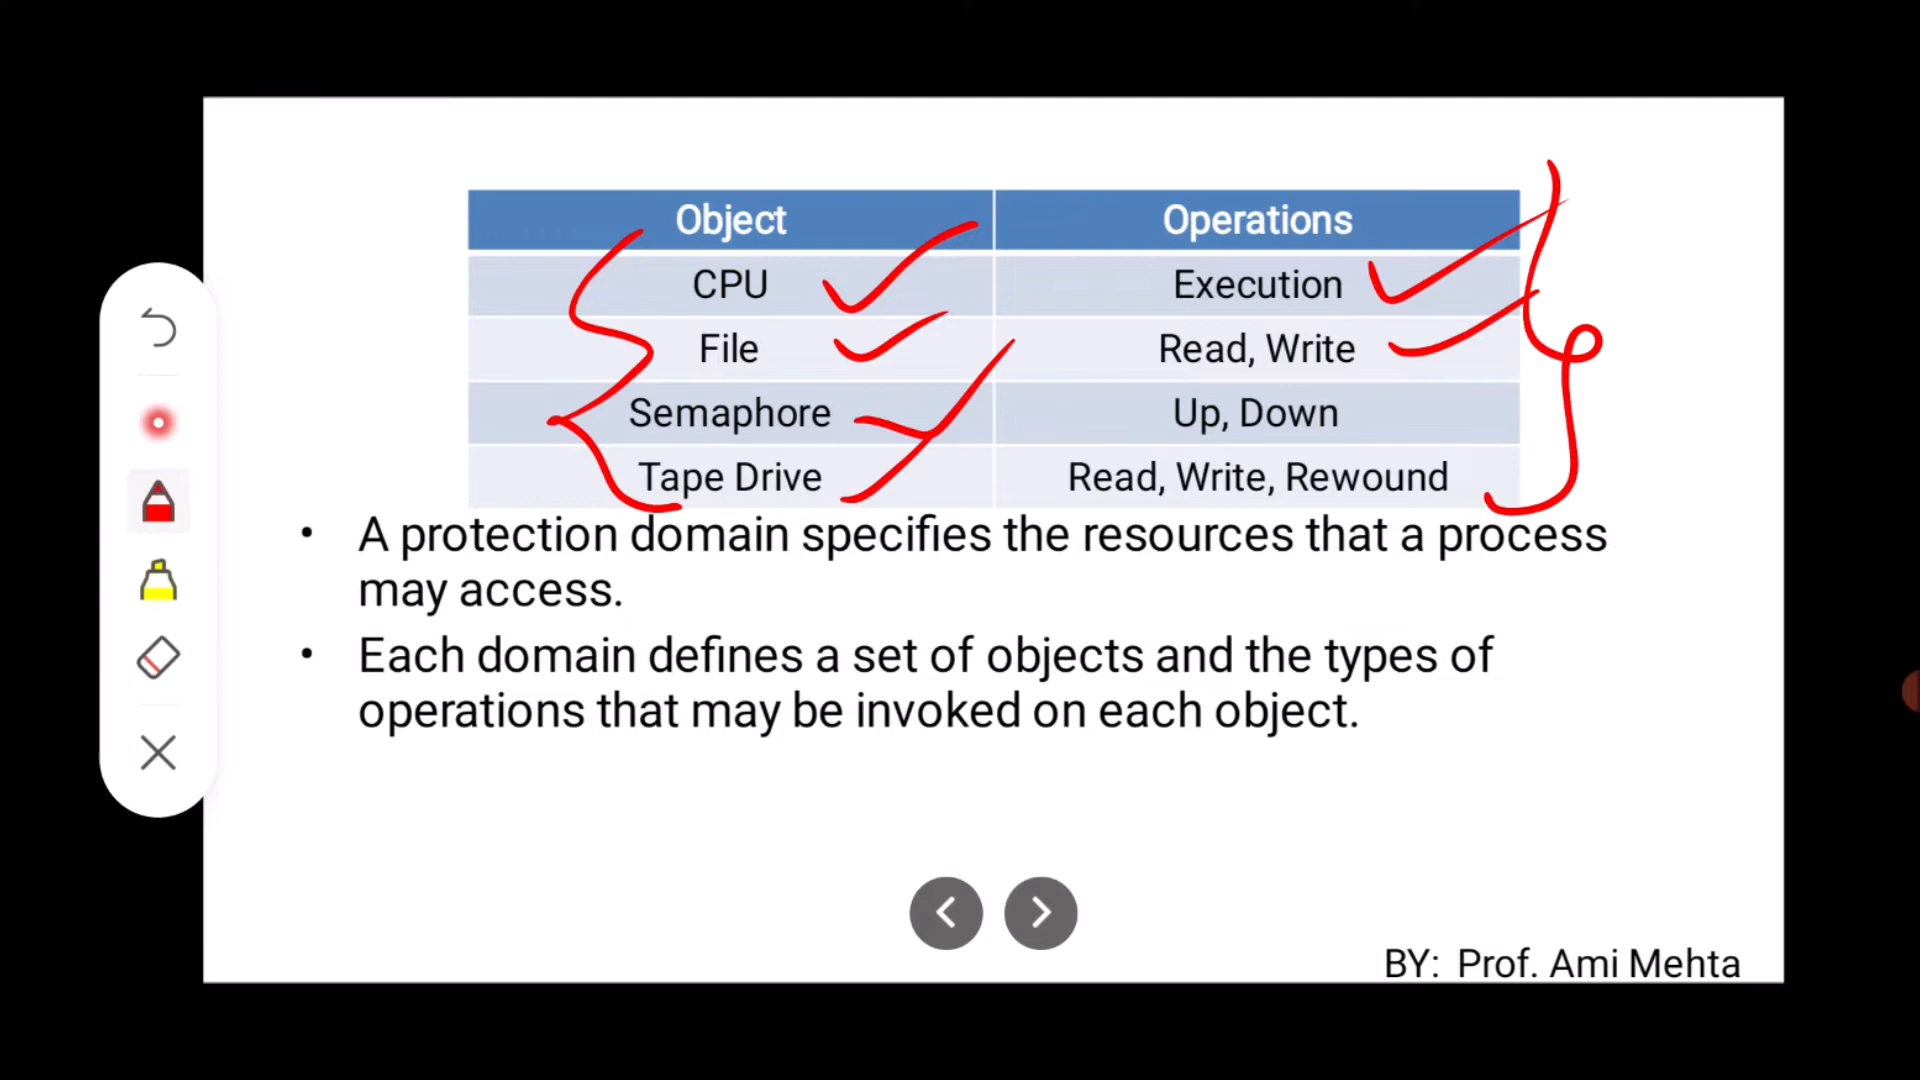 Object Operations
CPU Execution
File Read, Write
Semaphore Up, Down
Tape Drive Read, Write, Rewound
• A protection domain specifies the resources that a process
may access.
• Each domain defines a set of objects and the types of
operations that may be invoked on each object.
BY: Prof. Ami Mehta